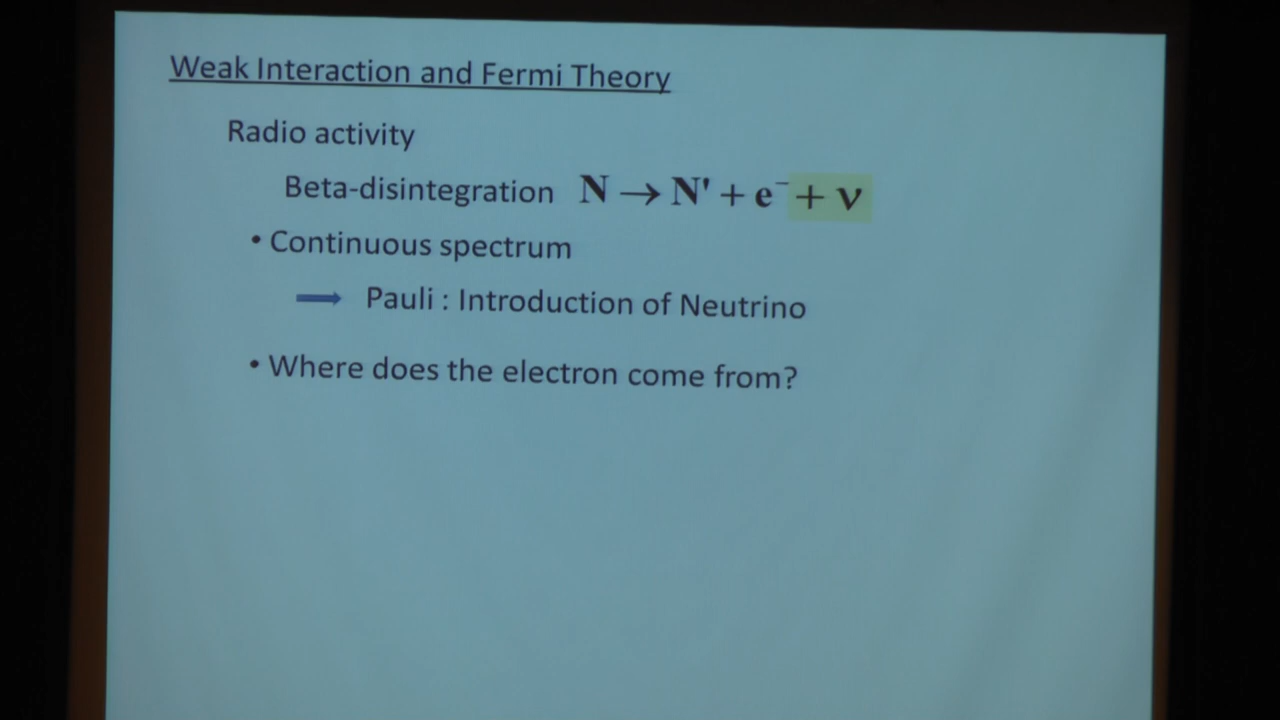 Weak Interaction and Fermi Theory
Radio activity
Beta-disintegration N → N' + e⁻ + ν
• Continuous spectrum
Pauli : Introduction of Neutrino
• Where does the electron come from?